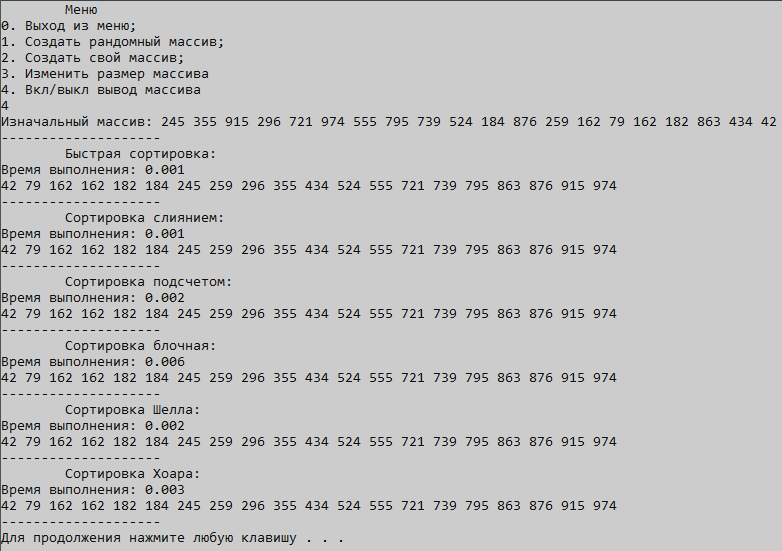 Меню
0. Выход из меню;
1. Создать рандомный массив;
2. Создать свой массив;
3. Изменить размер массива
4. Вкл/выкл вывод массива
4
Изначальный массив: 245 355 915 296 721 974 555 795 739 524 184 876 259 162 79 162 182 863 434 42
--------------------
Быстрая сортировка:
Время выполнения: 0.001
42 79 162 162 182 184 245 259 296 355 434 524 555 721 739 795 863 876 915 974
--------------------
Сортировка слиянием:
Время выполнения: 0.001
42 79 162 162 182 184 245 259 296 355 434 524 555 721 739 795 863 876 915 974
--------------------
Сортировка подсчетом:
Время выполнения: 0.002
42 79 162 162 182 184 245 259 296 355 434 524 555 721 739 795 863 876 915 974
--------------------
Сортировка блочная:
Время выполнения: 0.006
42 79 162 162 182 184 245 259 296 355 434 524 555 721 739 795 863 876 915 974
--------------------
Сортировка Шелла:
Время выполнения: 0.002
42 79 162 162 182 184 245 259 296 355 434 524 555 721 739 795 863 876 915 974
--------------------
Сортировка Хоара:
Время выполнения: 0.003
42 79 162 162 182 184 245 259 296 355 434 524 555 721 739 795 863 876 915 974
--------------------
Для продолжения нажмите любую клавишу . . .